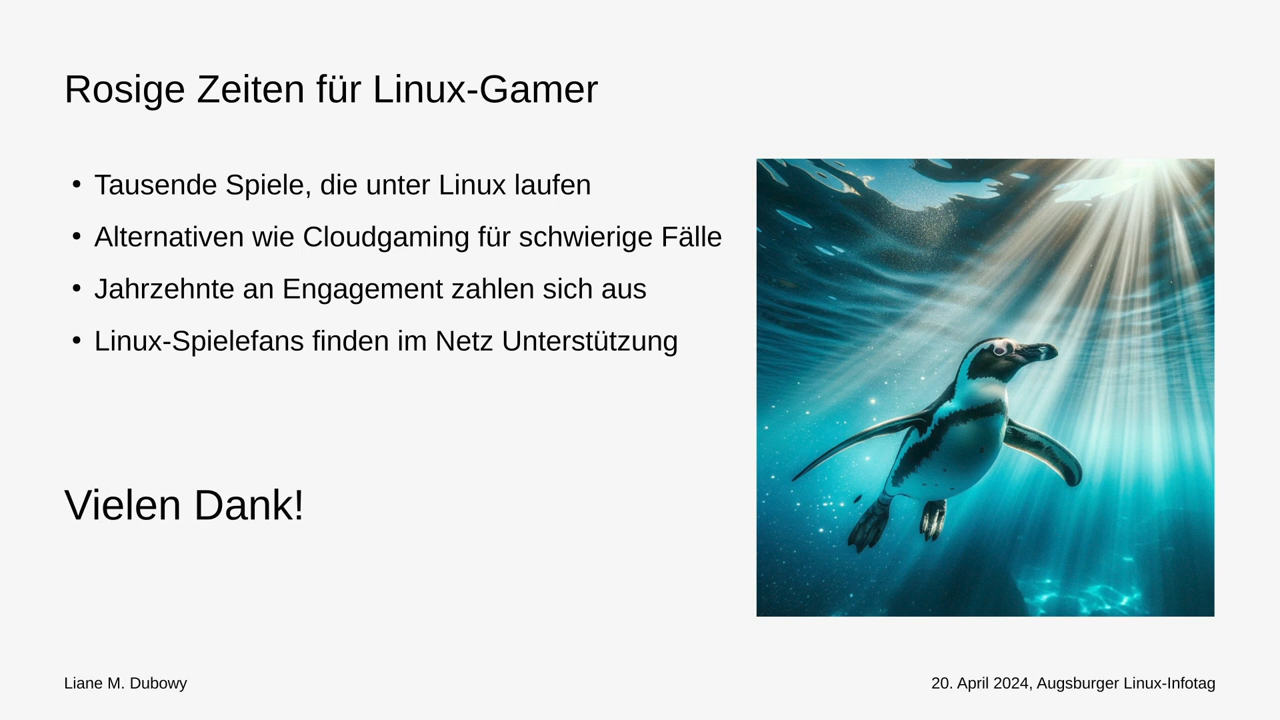 Rosige Zeiten für Linux-Gamer
• Tausende Spiele, die unter Linux laufen
• Alternativen wie Cloudgaming für schwierige Fälle
• Jahrzehnte an Engagement zahlen sich aus
• Linux-Spielefans finden im Netz Unterstützung
Vielen Dank!
Liane M. Dubowy
20. April 2024, Augsburger Linux-Infotag